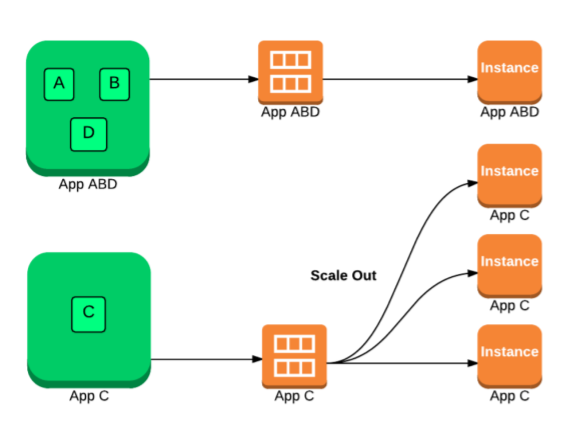 A
B
D
App ABD
App ABD
Instance
App ABD
Instance
App C
Scale Out
Instance
App C
C
App C
App C
Instance
App C